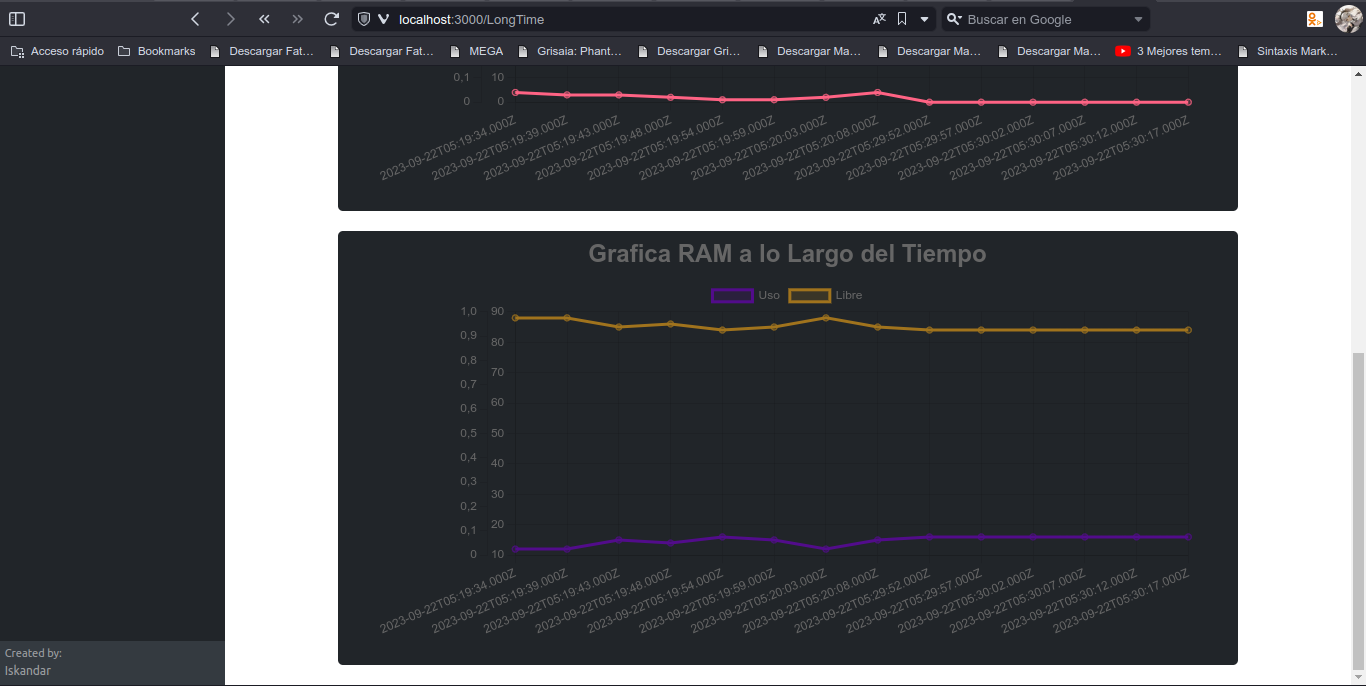 localhost:3000/LongTime
Buscar en Google
Acceso rápido
Bookmarks
Descargar Fat...
Descargar Fat...
MEGA
Grisaia: Phant...
Descargar Gri...
Descargar Ma...
Descargar Ma...
Descargar Ma...
3 Mejores tem...
Sintaxis Mark...
0,1 10
0 0
2023-09-22T05:19:34.000Z
2023-09-22T05:19:39.000Z
2023-09-22T05:19:43.000Z
2023-09-22T05:19:48.000Z
2023-09-22T05:19:54.000Z
2023-09-22T05:19:59.000Z
2023-09-22T05:20:03.000Z
2023-09-22T05:20:08.000Z
2023-09-22T05:29:52.000Z
2023-09-22T05:29:57.000Z
2023-09-22T05:30:02.000Z
2023-09-22T05:30:07.000Z
2023-09-22T05:30:12.000Z
2023-09-22T05:30:17.000Z
Grafica RAM a lo Largo del Tiempo
Uso Libre
1,0 90
0,9
80
0,8
0,7 70
0,6 60
0,5 50
0,4 40
0,3 30
0,2 20
0,1
0 10
2023-09-22T05:19:34.000Z
2023-09-22T05:19:39.000Z
2023-09-22T05:19:43.000Z
2023-09-22T05:19:48.000Z
2023-09-22T05:19:54.000Z
2023-09-22T05:19:59.000Z
2023-09-22T05:20:03.000Z
2023-09-22T05:20:08.000Z
2023-09-22T05:29:52.000Z
2023-09-22T05:29:57.000Z
2023-09-22T05:30:02.000Z
2023-09-22T05:30:07.000Z
2023-09-22T05:30:12.000Z
2023-09-22T05:30:17.000Z
Created by:
Iskandar